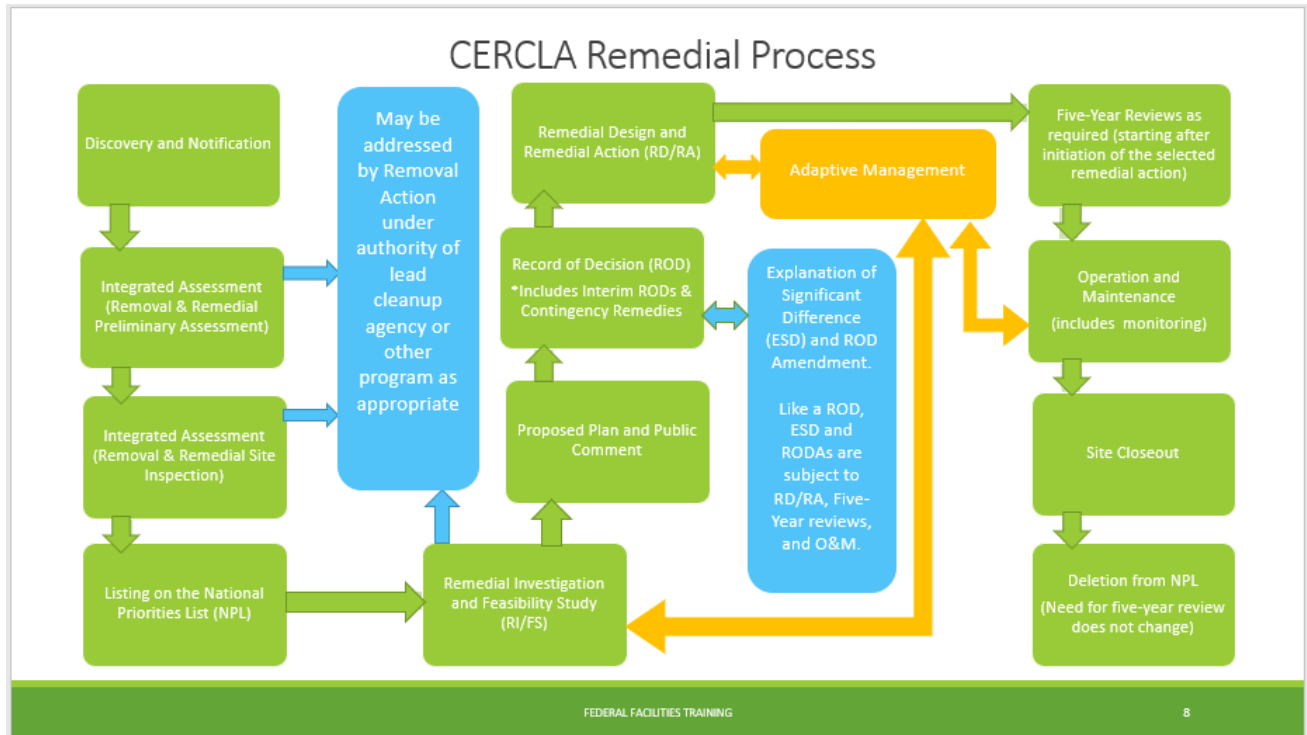 CERCLA Remedial Process
Discovery and Notification
Integrated Assessment
(Removal & Remedial
Preliminary Assessment)
Integrated Assessment
(Removal & Remedial Site
Inspection)
Listing on the National
Priorities List (NPL)
May be
addressed
by Removal
Action
under
authority of
lead
cleanup
agency or
other
program as
appropriate
Remedial Investigation
and Feasibility Study
(RI/FS)
Proposed Plan and Public
Comment
Record of Decision (ROD)
*Includes Interim RODs &
Contingency Remedies
Remedial Design and
Remedial Action (RD/RA)
Adaptive Management
Explanation of
Significant
Difference
(ESD) and ROD
Amendment.
Like a ROD,
ESD and
RODAs are
subject to
RD/RA, Five-
Year reviews,
and O&M.
Five-Year Reviews as
required (starting after
initiation of the selected
remedial action)
Operation and
Maintenance
(includes monitoring)
Site Closeout
Deletion from NPL
(Need for five-year review
does not change)
FEDERAL FACILITIES TRAINING
8